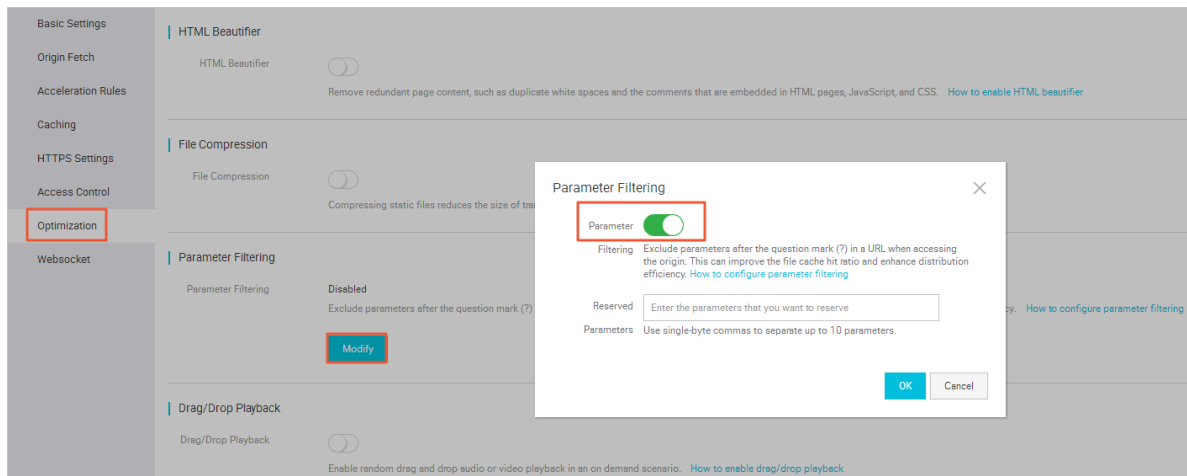 Basic Settings
Origin Fetch
Acceleration Rules
Caching
HTTPS Settings
Access Control
Optimization
Websocket
HTML Beautifier
HTML Beautifier
Remove redundant page content, such as duplicate white spaces and the comments that are embedded in HTML pages, JavaScript, and CSS. How to enable HTML beautifier
File Compression
File Compression
Compressing static files reduces the size of tra
Parameter Filtering
Parameter Filtering Disabled
Exclude parameters after the question mark (?) cy. How to configure parameter filtering
Modify
Drag/Drop Playback
Drag/Drop Playback
Enable random drag and drop audio or video playback in an on demand scenario. How to enable drag/drop playback
Parameter Filtering
Parameter
Filtering Exclude parameters after the question mark (?) in a URL when accessing
the origin. This can improve the file cache hit ratio and enhance distribution
efficiency. How to configure parameter filtering
Reserved Enter the parameters that you want to reserve
Parameters Use single-byte commas to separate up to 10 parameters.
OK Cancel